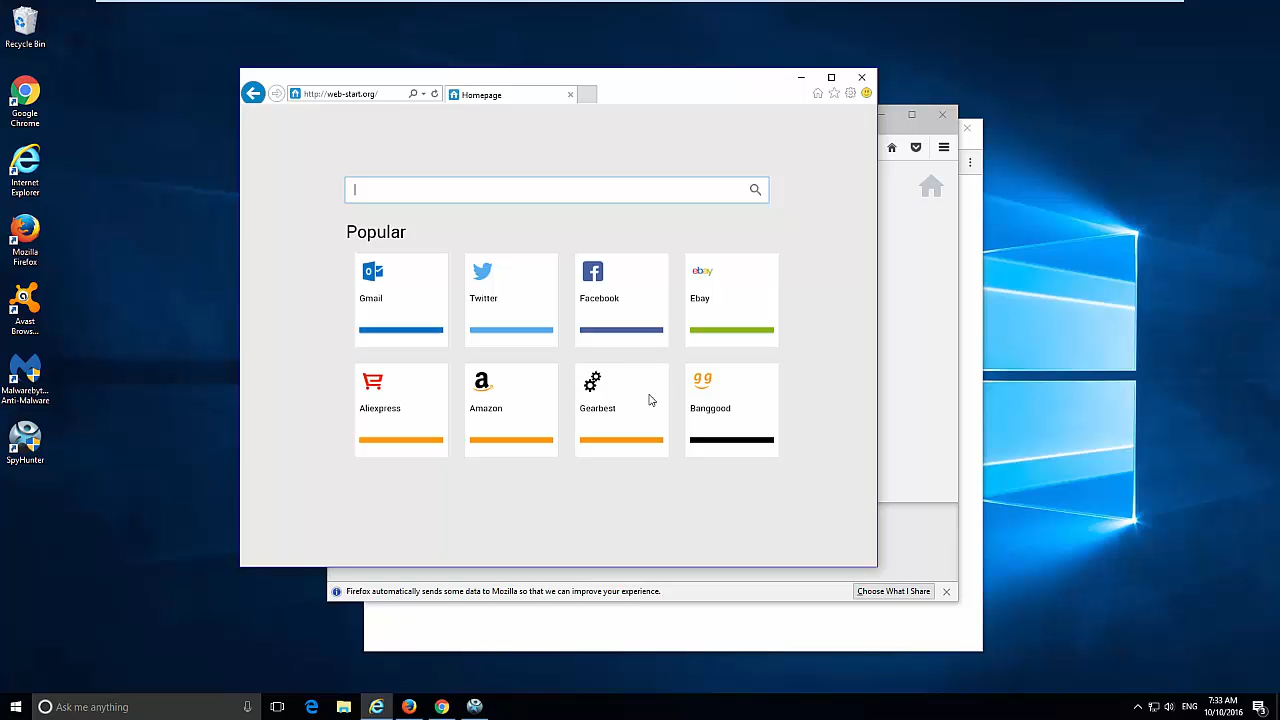 Recycle Bin
Google
Chrome
Internet
Explorer
Mozilla
Firefox
Avast
Brows...
Malwareby...
Anti-Malware
SpyHunter
http://web-start.org/
Homepage
Popular
Gmail
Twitter
Facebook
ebay
Ebay
Aliexpress
Amazon
Gearbest
gg
Banggood
Firefox automatically sends some data to Mozilla so that we can improve your experience.
Choose What I Share
Ask me anything
ENG
7:33 AM
10/10/2016